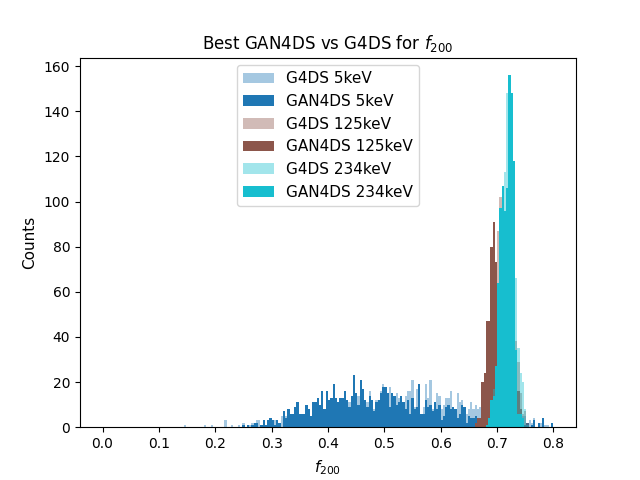 Best GAN4DS vs G4DS for f₂₀₀
G4DS 5keV
GAN4DS 5keV
G4DS 125keV
GAN4DS 125keV
G4DS 234keV
GAN4DS 234keV
Counts
160
140
120
100
80
60
40
20
0
0.0 0.1 0.2 0.3 0.4 0.5 0.6 0.7 0.8
f₂₀₀